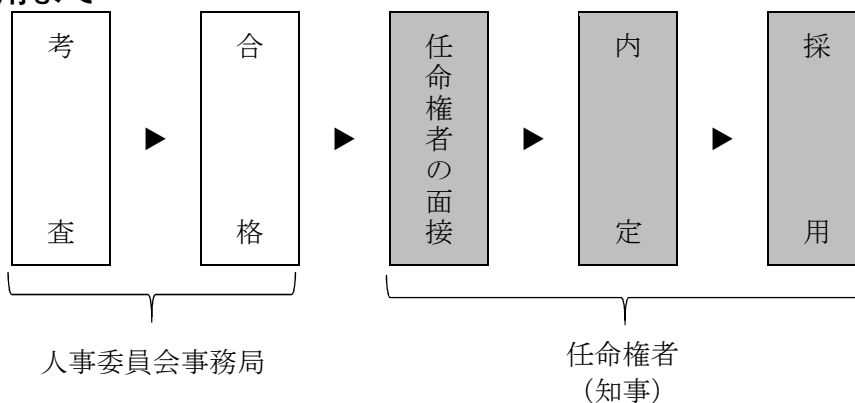 考査
▶
合格
▶
任命権者の面接
▶
内定
▶
採用
人事委員会事務局
任命権者
（知事）